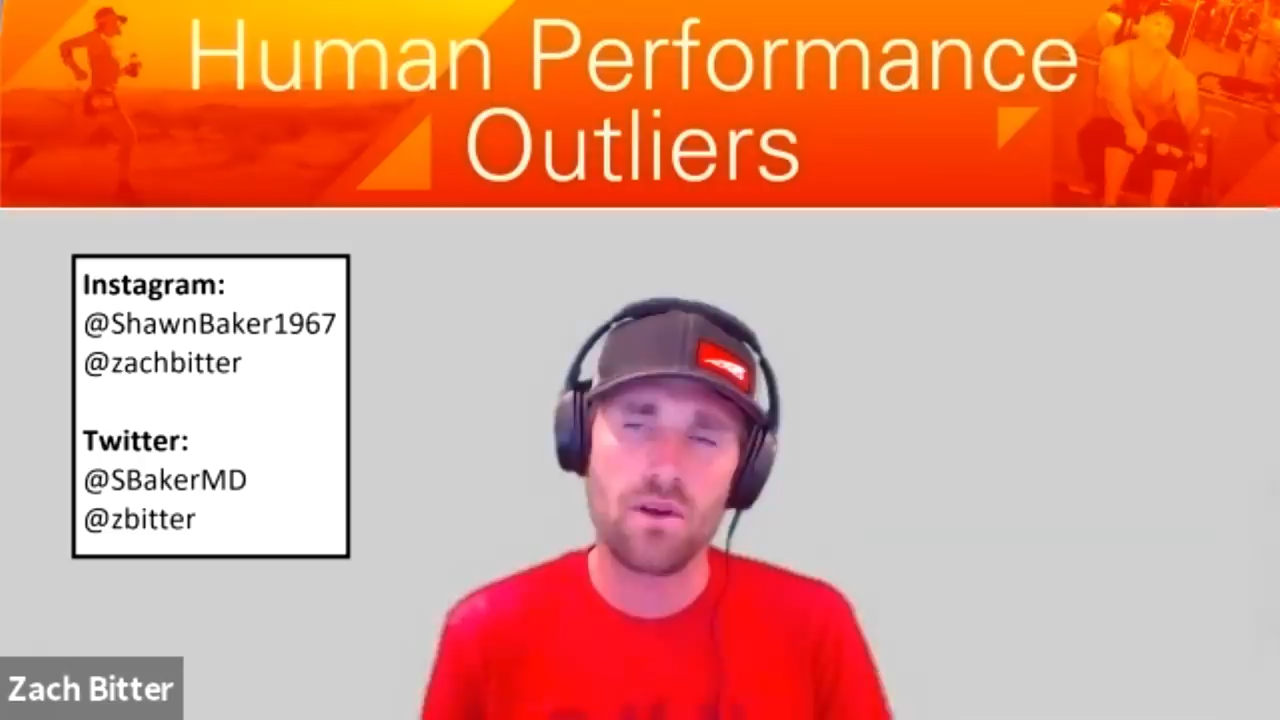 Human Performance
Outliers
Instagram:
@ShawnBaker1967
@zachbitter
Twitter:
@SBakerMD
@zbitter
Zach Bitter